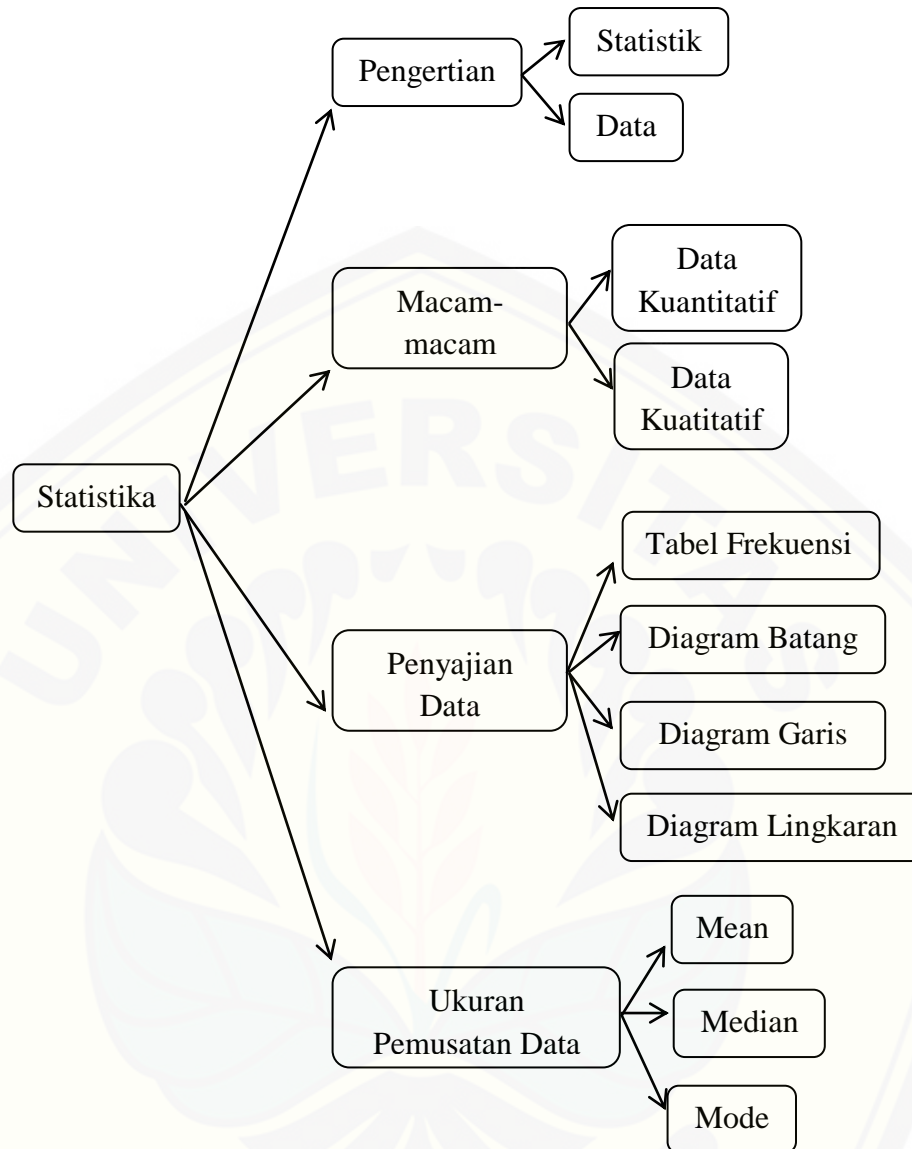 Statistika
Pengertian
Statistik
Data
Macam-
macam
Data
Kuantitatif
Data
Kuatitatif
Penyajian
Data
Tabel Frekuensi
Diagram Batang
Diagram Garis
Diagram Lingkaran
Ukuran
Pemusatan Data
Mean
Median
Mode
UNIVERSITAS